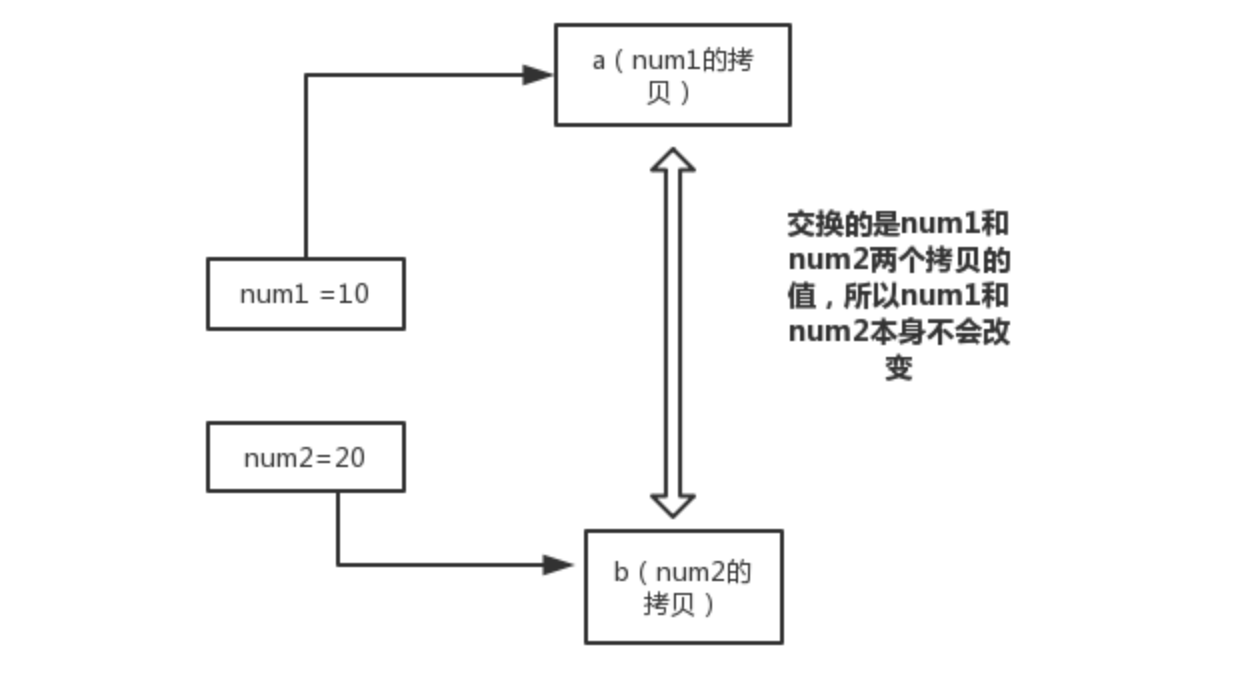 a（num1的拷
贝）
num1 =10
交换的是num1和
num2两个拷贝的
值，所以num1和
num2本身不会改
变
num2=20
b（num2的
拷贝）